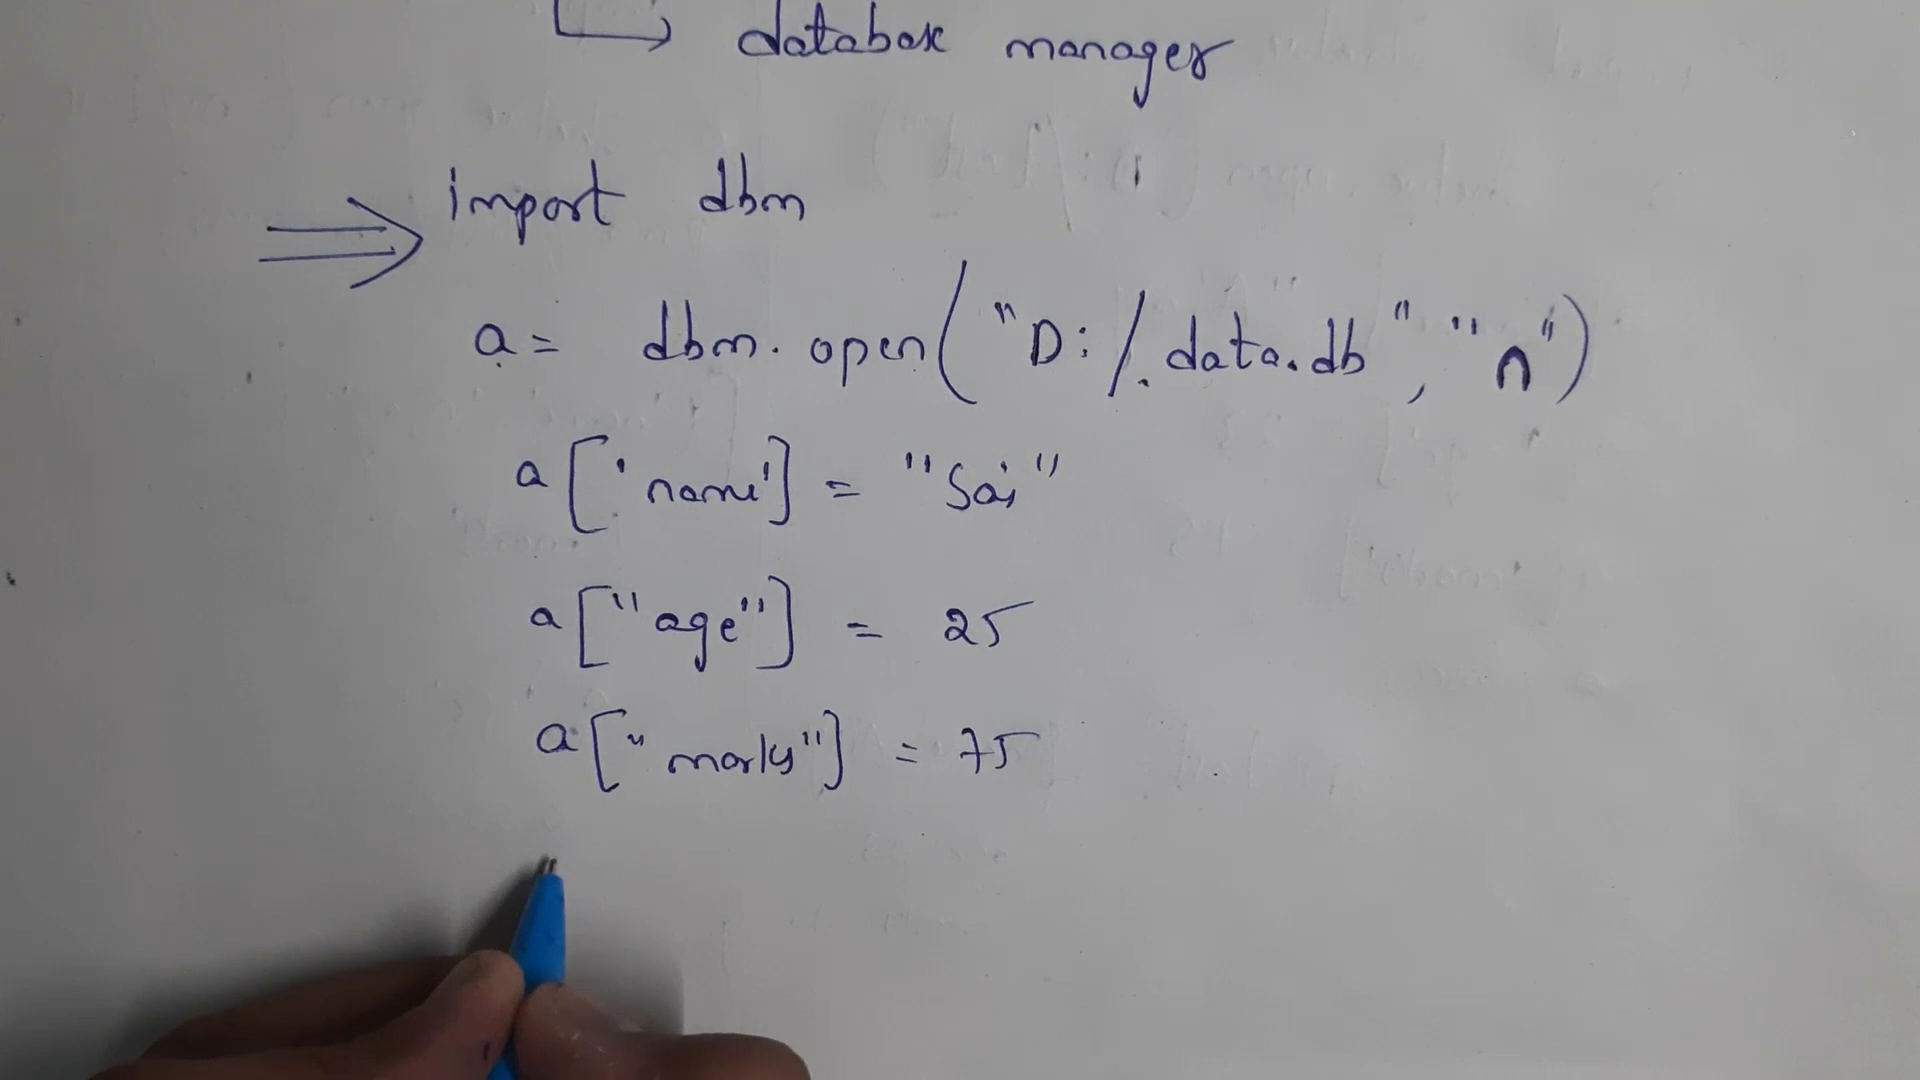 database manager
import dbm
a = dbm.open("D:/.data.db", "n")
a['name'] = "Sai"
a["age"] = 25
a["marks"] = 75